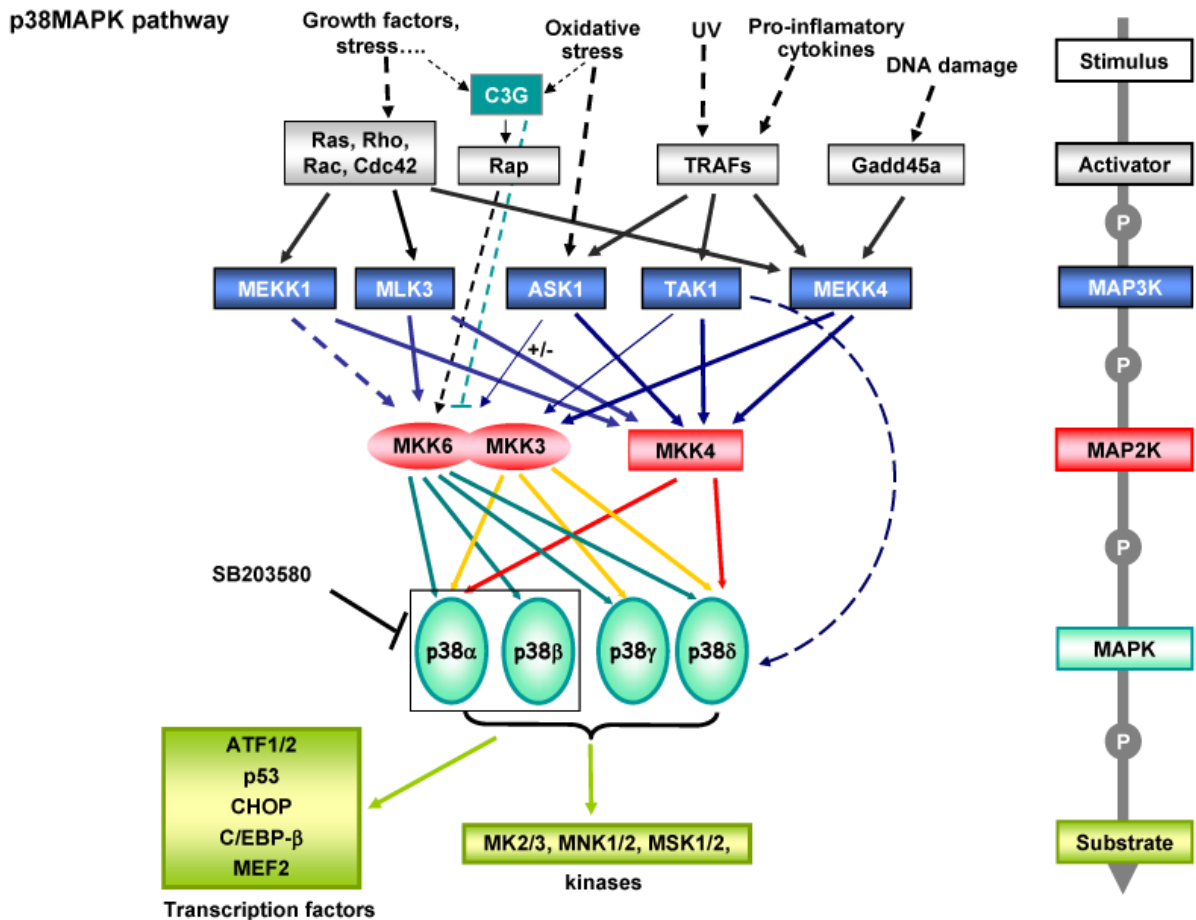 p38MAPK pathway
Growth factors,
stress....
Oxidative
stress
UV
Pro-inflamatory
cytokines
DNA damage
Stimulus
C3G
Ras, Rho,
Rac, Cdc42
Rap
TRAFs
Gadd45a
Activator
P
MEKK1
MLK3
ASK1
TAK1
MEKK4
MAP3K
+/-
P
MKK6
MKK3
MKK4
MAP2K
P
SB203580
p38α
p38β
p38γ
p38δ
MAPK
P
ATF1/2
p53
CHOP
C/EBP-β
MEF2
Transcription factors
MK2/3, MNK1/2, MSK1/2,
kinases
Substrate